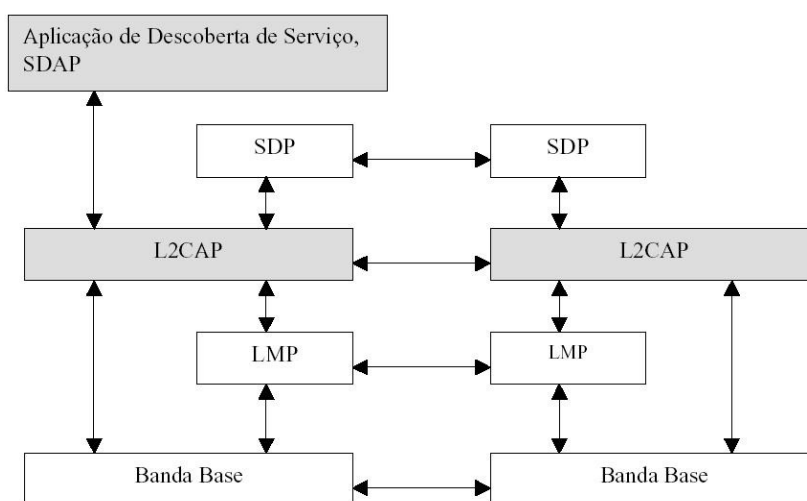 Aplicação de Descoberta de Serviço,
SDAP
SDP
SDP
L2CAP
L2CAP
LMP
LMP
Banda Base
Banda Base